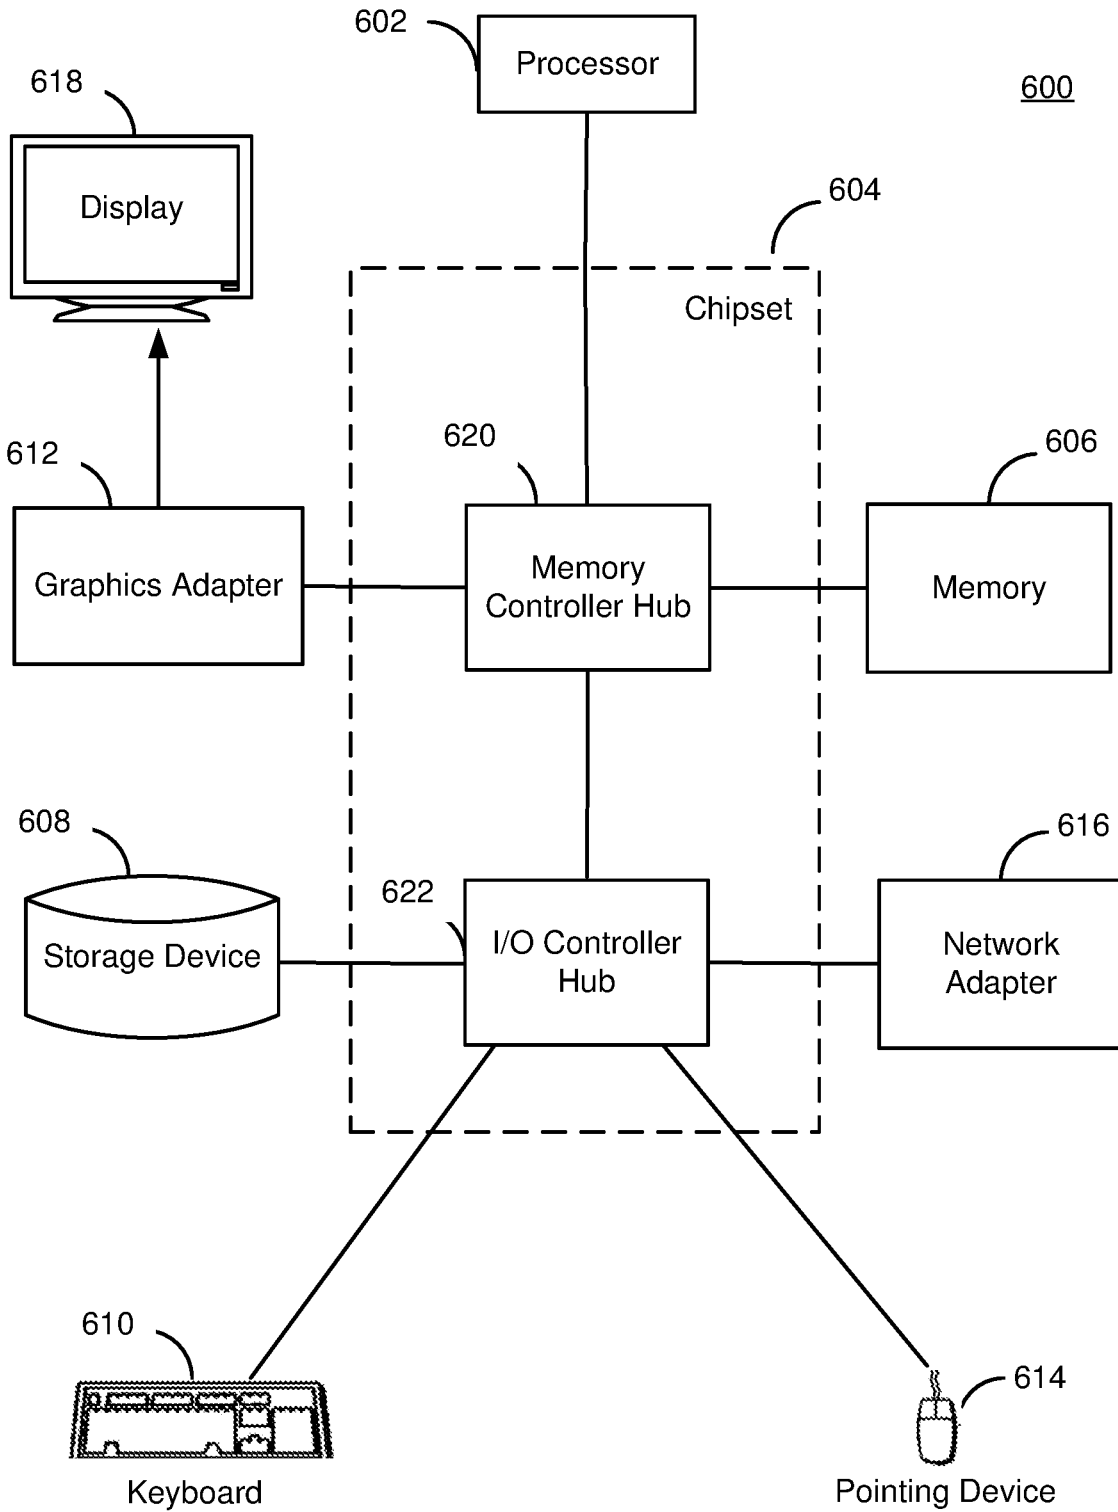 602
Processor
600
618
Display
604
Chipset
620
606
612
Graphics Adapter
Memory
Controller Hub
Memory
608
616
622
Storage Device
I/O Controller
Hub
Network
Adapter
610
614
Keyboard
Pointing Device